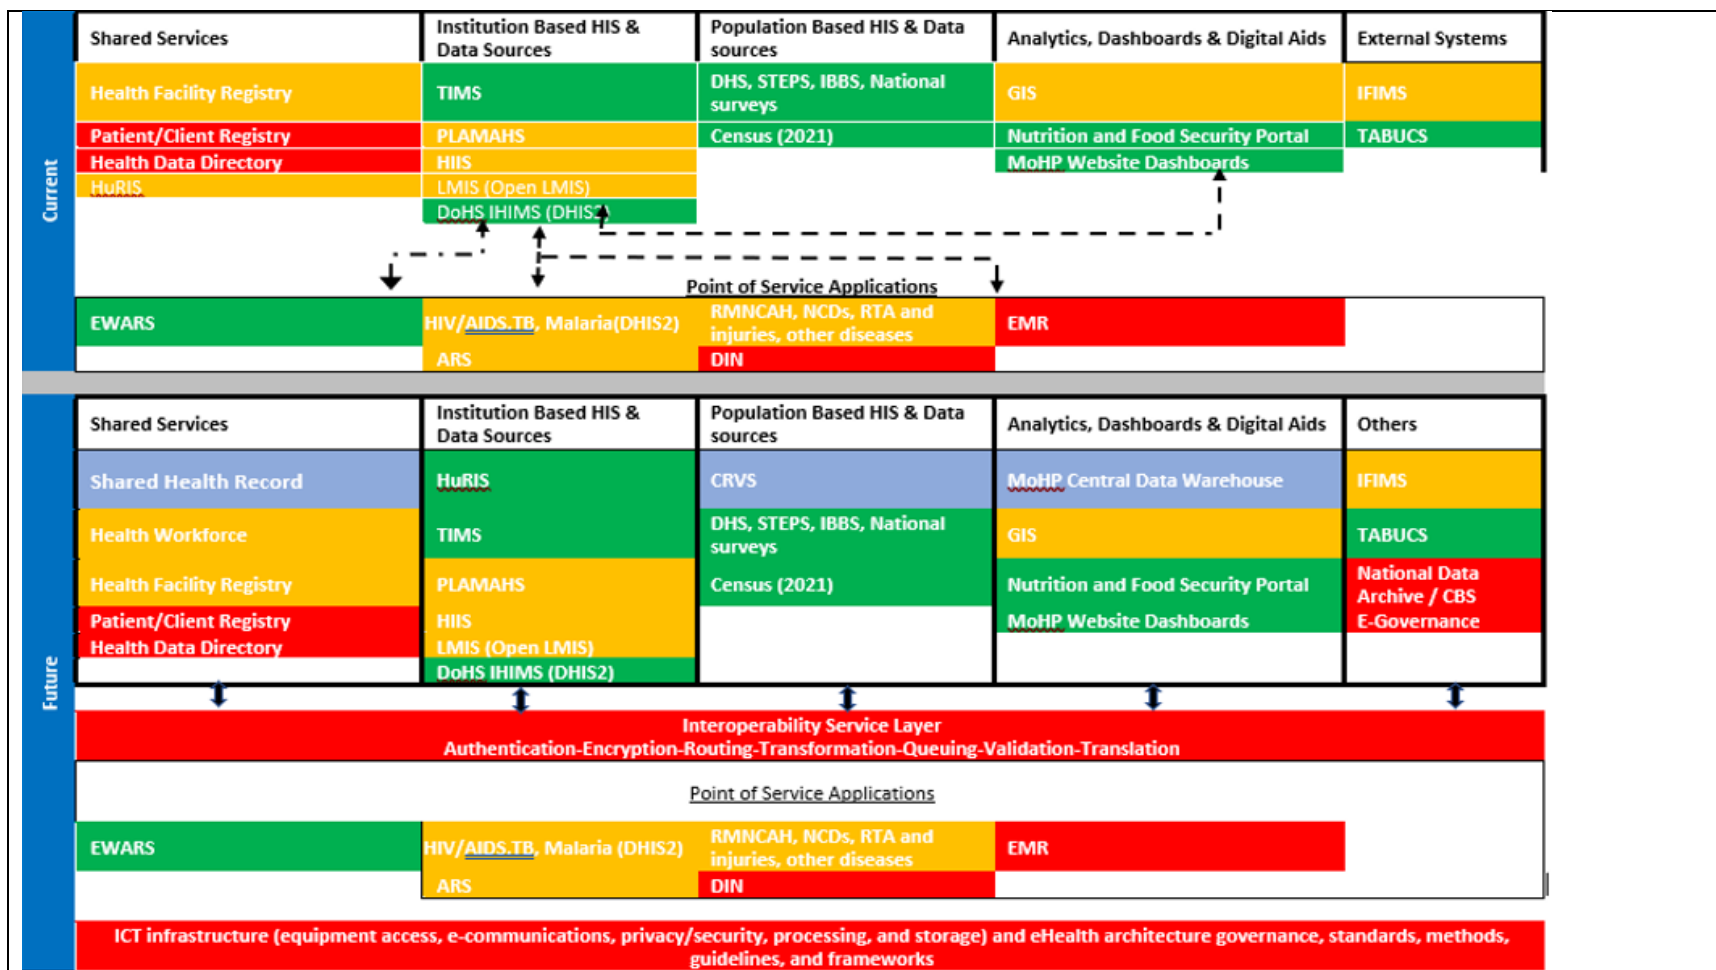 Current
Shared Services
Institution Based HIS &
Data Sources
Population Based HIS & Data
sources
Analytics, Dashboards & Digital Aids
External Systems
Health Facility Registry
TIMS
DHS, STEPS, IBBS, National
surveys
GIS
IFIMS
Patient/Client Registry
PLAMAHS
Census (2021)
Nutrition and Food Security Portal
TABUCS
Health Data Directory
HIIS
MoHP Website Dashboards
HuRIS
LMIS (Open LMIS)
DoHS IHIMS (DHIS2)
Point of Service Applications
EWARS
HIV/AIDS.TB, Malaria(DHIS2)
RMNCAH, NCDs, RTA and
injuries, other diseases
EMR
ARS
DIN
Future
Shared Services
Institution Based HIS &
Data Sources
Population Based HIS & Data
sources
Analytics, Dashboards & Digital Aids
Others
Shared Health Record
HuRIS
CRVS
MoHP Central Data Warehouse
IFIMS
Health Workforce
TIMS
DHS, STEPS, IBBS, National
surveys
GIS
TABUCS
Health Facility Registry
PLAMAHS
Census (2021)
Nutrition and Food Security Portal
National Data
Archive / CBS
Patient/Client Registry
HIIS
MoHP Website Dashboards
E-Governance
Health Data Directory
LMIS (Open LMIS)
DoHS IHIMS (DHIS2)
Interoperability Service Layer
Authentication-Encryption-Routing-Transformation-Queuing-Validation-Translation
Point of Service Applications
EWARS
HIV/AIDS.TB, Malaria (DHIS2)
RMNCAH, NCDs, RTA and
injuries, other diseases
EMR
ARS
DIN
ICT infrastructure (equipment access, e-communications, privacy/security, processing, and storage) and eHealth architecture governance, standards, methods,
guidelines, and frameworks